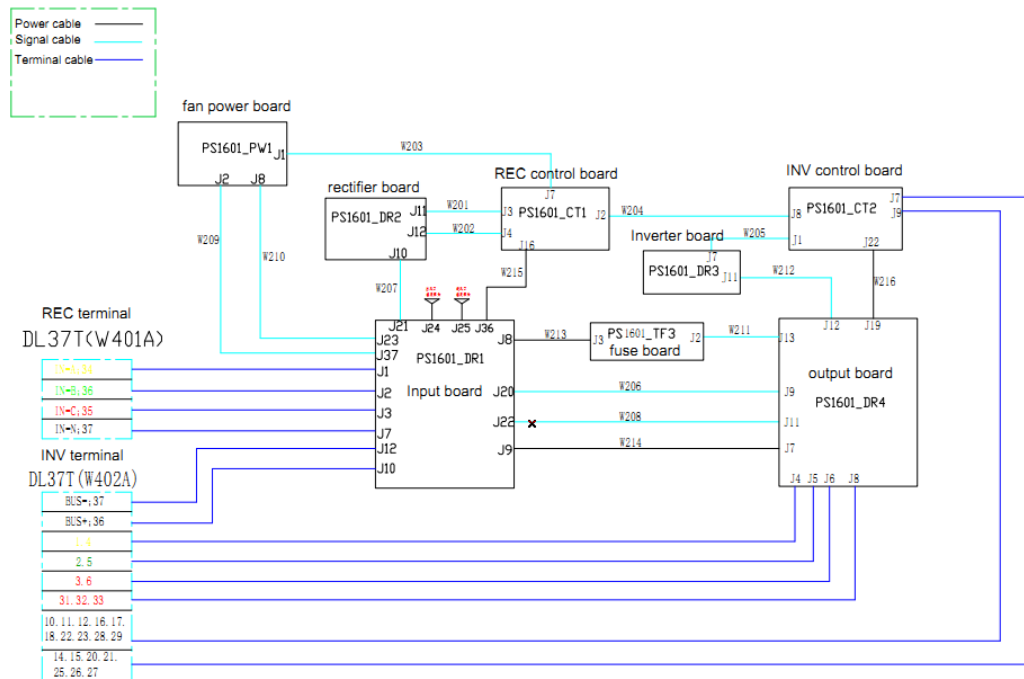 Power cable
Signal cable
Terminal cable
fan power board
PS1601_PW1
J1
J2
J8
W203
rectifier board
PS1601_DR2
J11
J12
J10
W201
W202
REC control board
J7
J3
PS1601_CT1
J2
J4
J16
W204
INV control board
J7
PS1601_CT2
J9
J8
J1
J22
W205
Inverter board
J7
PS1601_DR3
J11
W212
W216
W209
W210
W207
W215
REC terminal
DL37T(W401A)
IN-A;34
IN-B;36
IN-C;35
IN-N;37
J21
J24
J25
J36
J23
J37
J1
J2
J3
J7
J12
J10
PS1601_DR1
Input board
J8
J20
J22
J9
W213
J3
PS1601_TF3
J2
fuse board
W211
W206
W208
W214
J12
J19
J13
output board
PS1601_DR4
J9
J11
J7
J4
J5
J6
J8
INV terminal
DL37T(W402A)
BUS-;37
BUS+;36
1.4
2.5
3.6
31.32.33
10.11.12.16.17.
18.22.23.28.29
14.15.20.21.
25.26.27